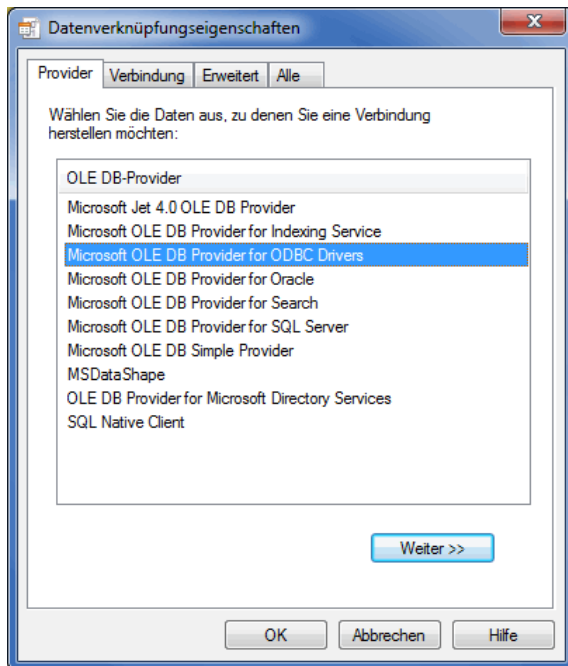 Datenverknüpfungseigenschaften
Provider Verbindung Erweitert Alle
Wählen Sie die Daten aus, zu denen Sie eine Verbindung
herstellen möchten:
OLE DB-Provider
Microsoft Jet 4.0 OLE DB Provider
Microsoft OLE DB Provider for Indexing Service
Microsoft OLE DB Provider for ODBC Drivers
Microsoft OLE DB Provider for Oracle
Microsoft OLE DB Provider for Search
Microsoft OLE DB Provider for SQL Server
Microsoft OLE DB Simple Provider
MSDataShape
OLE DB Provider for Microsoft Directory Services
SQL Native Client
Weiter >>
OK Abbrechen Hilfe